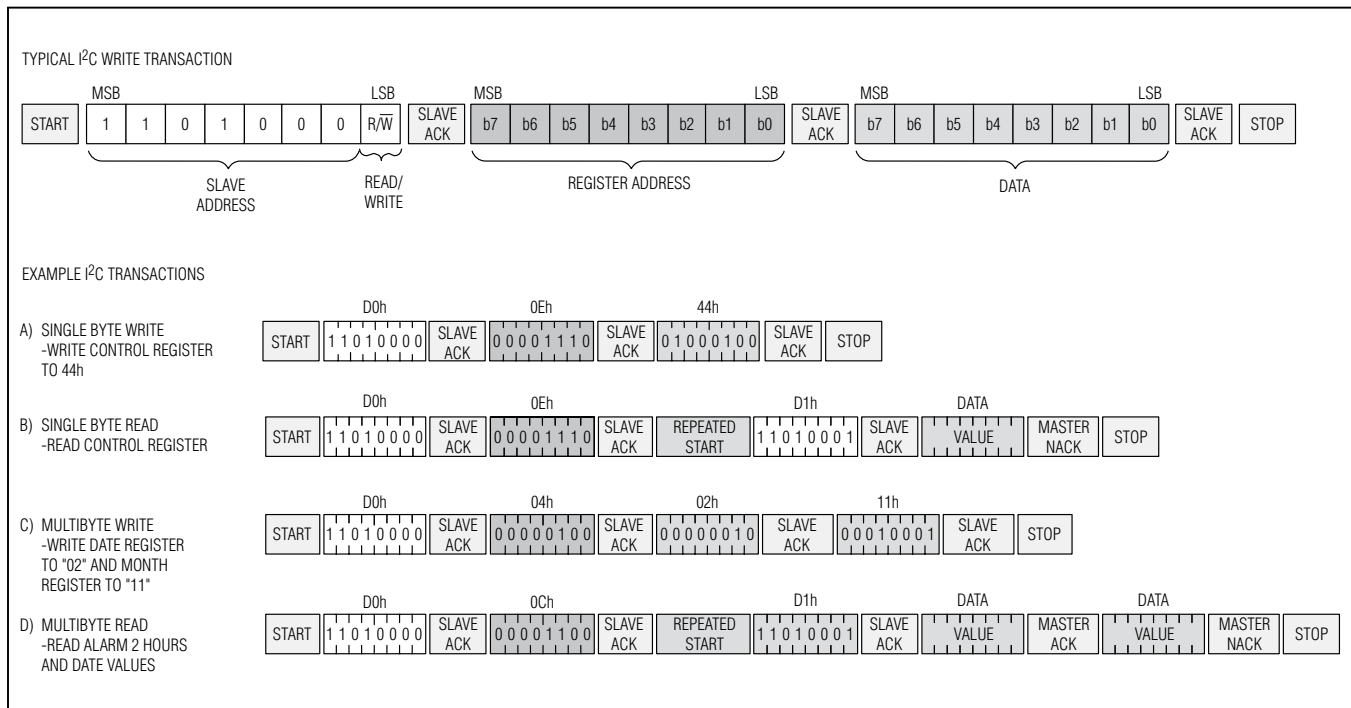 TYPICAL I2C WRITE TRANSACTION
MSB LSB MSB LSB MSB LSB
START 1 1 0 1 0 0 0 R/W̅ SLAVE ACK b7 b6 b5 b4 b3 b2 b1 b0 SLAVE ACK b7 b6 b5 b4 b3 b2 b1 b0 SLAVE ACK STOP
SLAVE ADDRESS READ/WRITE REGISTER ADDRESS DATA
EXAMPLE I2C TRANSACTIONS
D0h 0Eh 44h
A) SINGLE BYTE WRITE
-WRITE CONTROL REGISTER
TO 44h
START 11010000 SLAVE ACK 00001110 SLAVE ACK 01000100 SLAVE ACK STOP
D0h 0Eh D1h DATA
B) SINGLE BYTE READ
-READ CONTROL REGISTER
START 11010000 SLAVE ACK 00001110 SLAVE ACK REPEATED START 11010001 SLAVE ACK VALUE MASTER NACK STOP
D0h 04h 02h 11h
C) MULTIBYTE WRITE
-WRITE DATE REGISTER
TO "02" AND MONTH
REGISTER TO "11"
START 11010000 SLAVE ACK 00000100 SLAVE ACK 00000010 SLAVE ACK 00010001 SLAVE ACK STOP
D0h 0Ch D1h DATA DATA
D) MULTIBYTE READ
-READ ALARM 2 HOURS
AND DATE VALUES
START 11010000 SLAVE ACK 00001100 SLAVE ACK REPEATED START 11010001 SLAVE ACK VALUE MASTER ACK VALUE MASTER NACK STOP